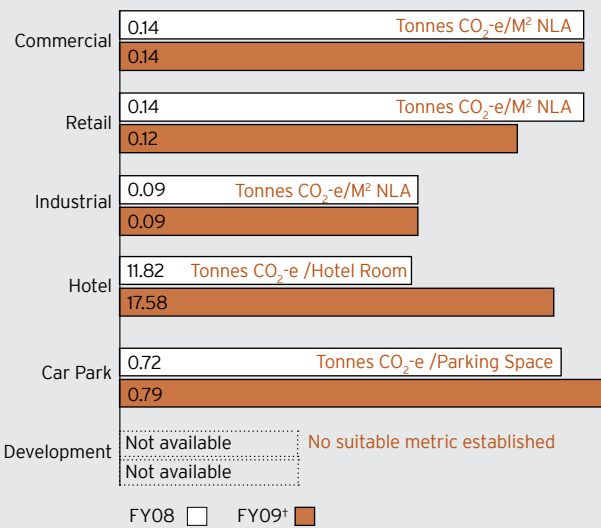 Commercial
0.14 Tonnes CO₂-e/M² NLA
0.14
Retail
0.14 Tonnes CO₂-e/M² NLA
0.12
Industrial
0.09 Tonnes CO₂-e/M² NLA
0.09
Hotel
11.82 Tonnes CO₂-e /Hotel Room
17.58
Car Park
0.72 Tonnes CO₂-e /Parking Space
0.79
Development
Not available No suitable metric established
Not available
FY08 FY09†